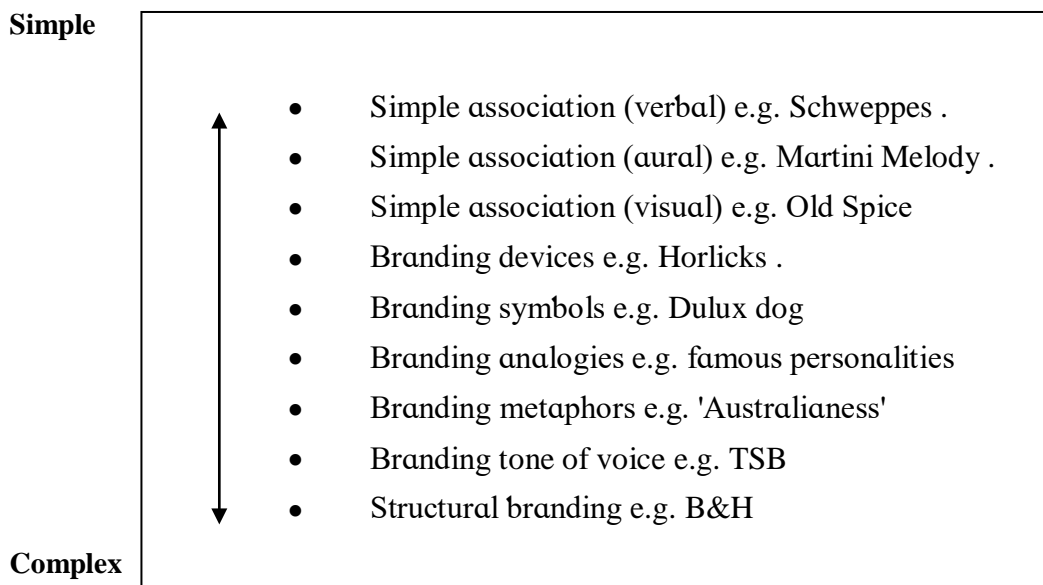 Simple
• Simple association (verbal) e.g. Schweppes .
• Simple association (aural) e.g. Martini Melody .
• Simple association (visual) e.g. Old Spice
• Branding devices e.g. Horlicks .
• Branding symbols e.g. Dulux dog
• Branding analogies e.g. famous personalities
• Branding metaphors e.g. 'Australianess'
• Branding tone of voice e.g. TSB
• Structural branding e.g. B&H
Complex